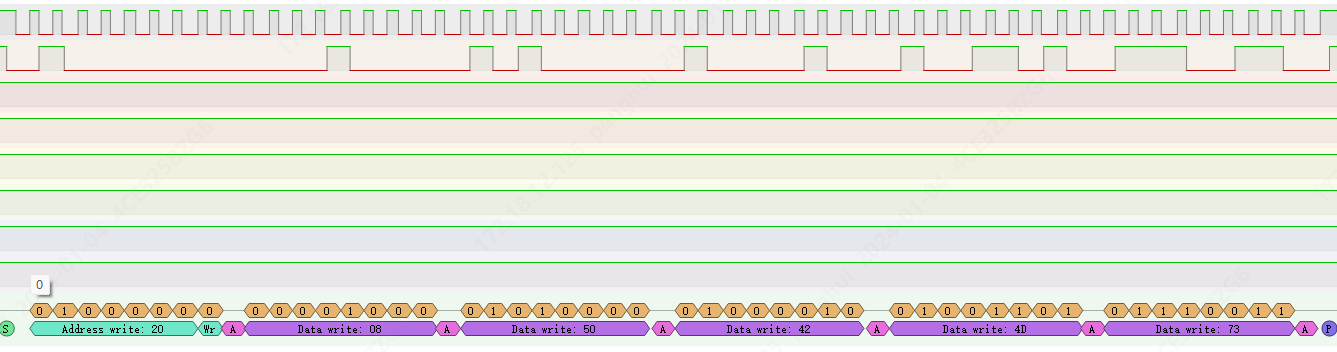 0
0 1 0 0 0 0 0 0 0 0 0 0 1 0 0 0 0 1 0 1 0 0 0 0 0 1 0 0 0 0 1 0 0 1 0 0 1 1 0 1 0 1 1 1 0 0 1 1
S Address write: 20 Wr A Data write: 08 A Data write: 50 A Data write: 42 A Data write: 4D A Data write: 73 A P